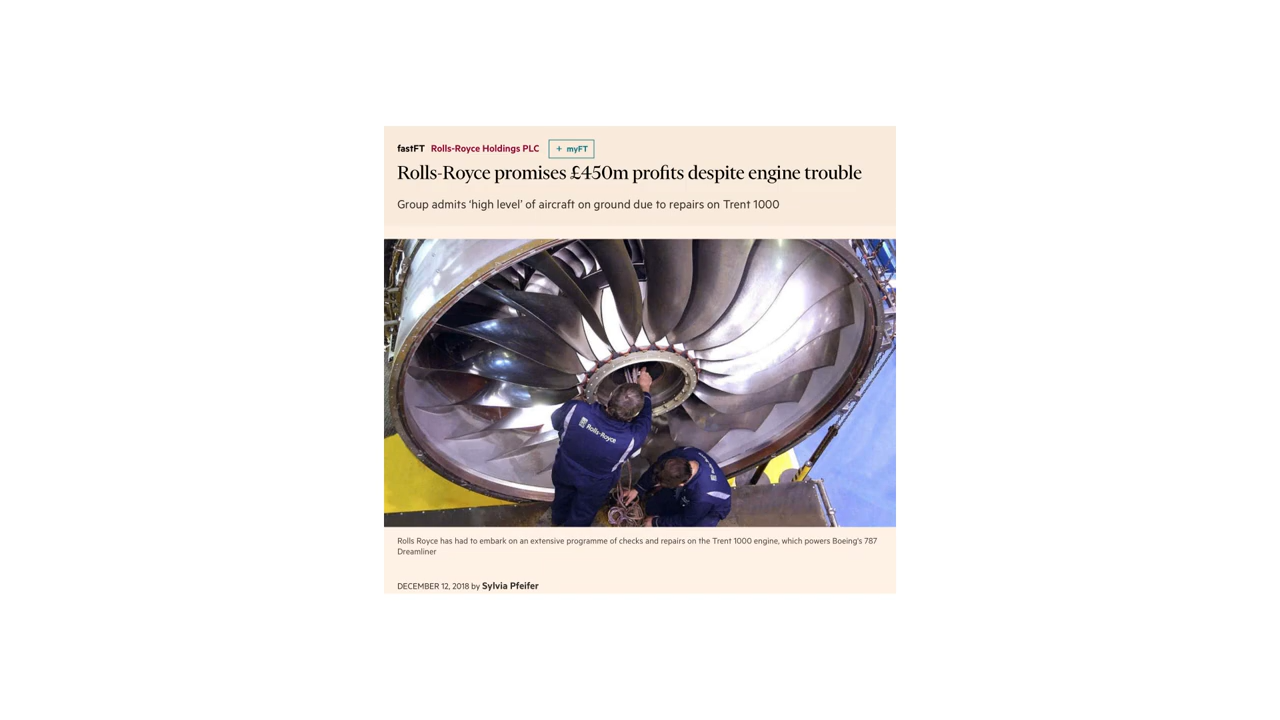 fastFT Rolls-Royce Holdings PLC + myFT
Rolls-Royce promises £450m profits despite engine trouble
Group admits ‘high level’ of aircraft on ground due to repairs on Trent 1000
Rolls-Royce
Rolls Royce has had to embark on an extensive programme of checks and repairs on the Trent 1000 engine, which powers Boeing's 787
Dreamliner
DECEMBER 12, 2018 by Sylvia Pfeifer